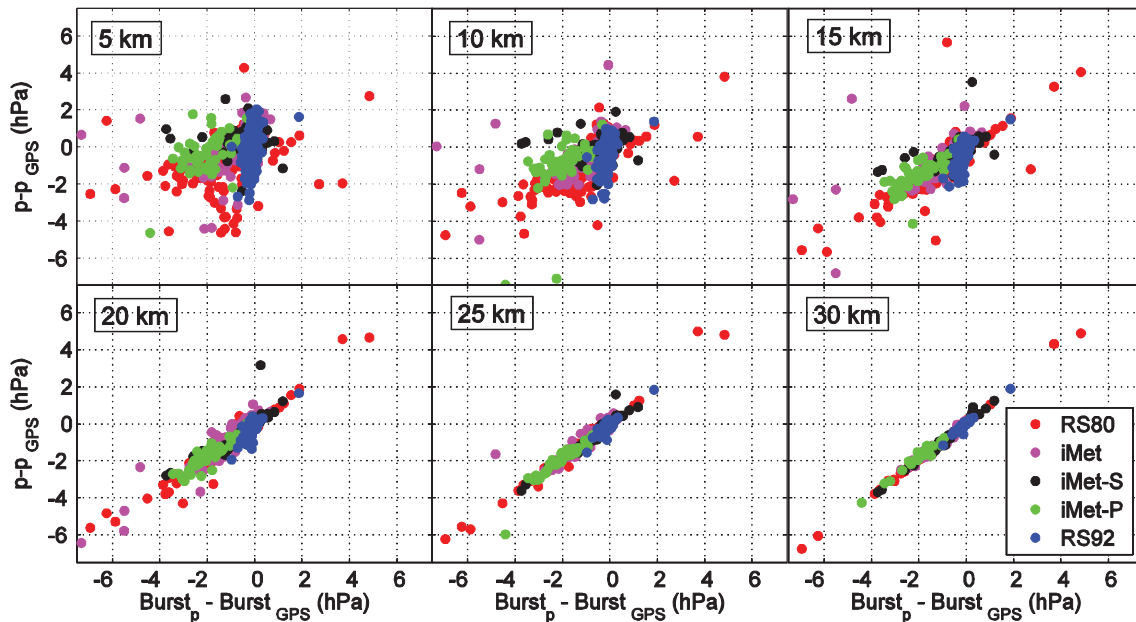 5 km
10 km
15 km
6
4
2
0
-2
-4
-6
p-p GPS (hPa)
20 km
25 km
30 km
6
4
2
0
-2
-4
-6
p-p GPS (hPa)
RS80
iMet
iMet-S
iMet-P
RS92
-6 -4 -2 0 2 4 6
-6 -4 -2 0 2 4 6
-6 -4 -2 0 2 4 6
Burst p - Burst GPS (hPa)
Burst p - Burst GPS (hPa)
Burst p - Burst GPS (hPa)